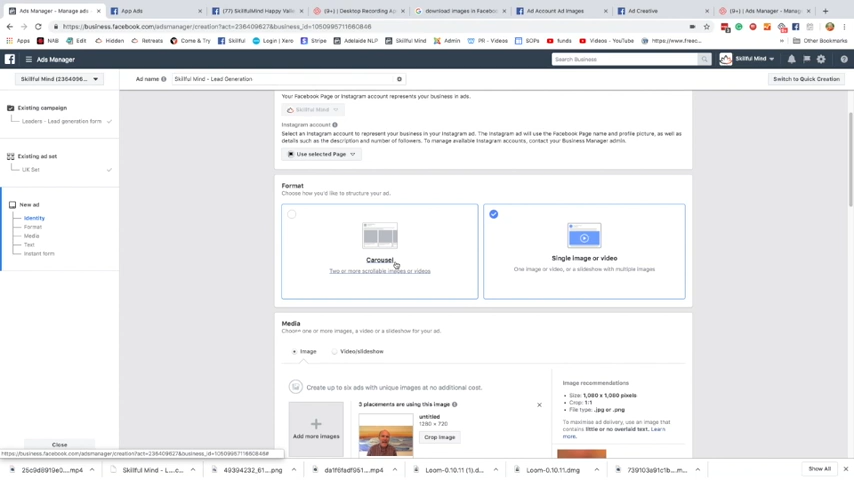 Ads Manager - Manage ads
App Ads
(77) SkillfulMind Happy Valle
(3+) | Desktop Recording Ap
download images in Facebook
Ad Account Ad Images
Ad Creative
(9+) | Ads Manager - Manag
https://business.facebook.com/adsmanager/creation?act=236409627&business_id=1050995711660846
Apps
NAB
Edit
Hidden
Retreats
Come & Try
Skillful
Login | Xero
Stripe
Adelaide NLP
Skillful Mind
Admin
PR - Videos
SOPs
funds
Videos - YouTube
https://www.freec...
»
Other Bookmarks
Ads Manager
Search Business
Skillful Mind
Skillful Mind (2364096...
Ad name
Skillful Mind - Lead Generation
Switch to Quick Creation
Existing campaign
Leaders - Lead generation form
Existing ad set
UK Set
New ad
Identity
Format
Media
Text
Instant form
Close
Your Facebook Page or Instagram account represents your business in ads.
Skillful Mind
Instagram account
Select an Instagram account to represent your business in your Instagram ad. The Instagram ad will use the Facebook Page name and profile picture, as well as
details such as the description and number of followers. To manage available Instagram accounts, contact your Business Manager admin.
Use selected Page
Format
Choose how you'd like to structure your ad.
Carousel
Two or more scrollable images or videos
Single image or video
One image or video, or a slideshow with multiple images
Media
Choose one or more images, a video or a slideshow for your ad.
Image
Video/slideshow
Create up to six ads with unique images at no additional cost.
Add more images
3 placements are using this image
untitled
1280 × 720
Crop Image
Image recommendations
• Size: 1,080 x 1,080 pixels
• Crop: 1:1
• File type: .jpg or .png
To maximise ad delivery, use an image that
contains little or no overlaid text. Learn
more.
https://business.facebook.com/adsmanager/creation?act=236409627&business_id=1050995711660846#
25c9d8919e0....mp4
Skillful Mind - L....c...
49394232_61....png
da1f6fadf951....mp4
Loom-0.10.11 (1).d...
Loom-0.10.11.dmg
739103a91c1b....m...
Show All